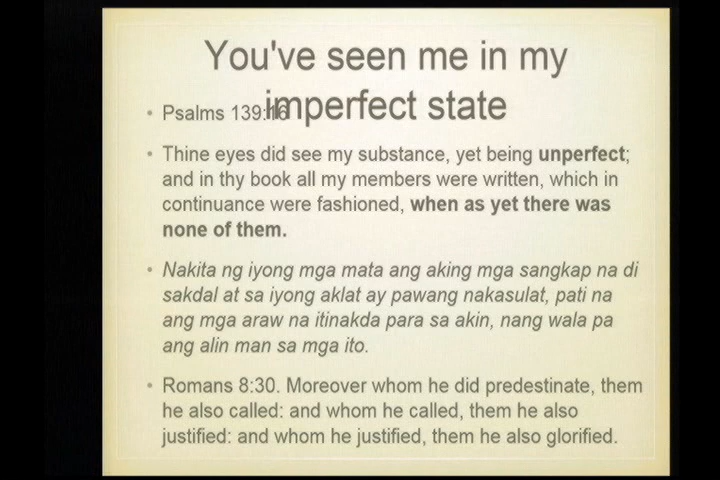 You've seen me in my
imperfect state
• Psalms 139:16
• Thine eyes did see my substance, yet being unperfect;
and in thy book all my members were written, which in
continuance were fashioned, when as yet there was
none of them.
• Nakita ng iyong mga mata ang aking mga sangkap na di
sakdal at sa iyong aklat ay pawang nakasulat, pati na
ang mga araw na itinakda para sa akin, nang wala pa
ang alin man sa mga ito.
• Romans 8:30. Moreover whom he did predestinate, them
he also called: and whom he called, them he also
justified: and whom he justified, them he also glorified.